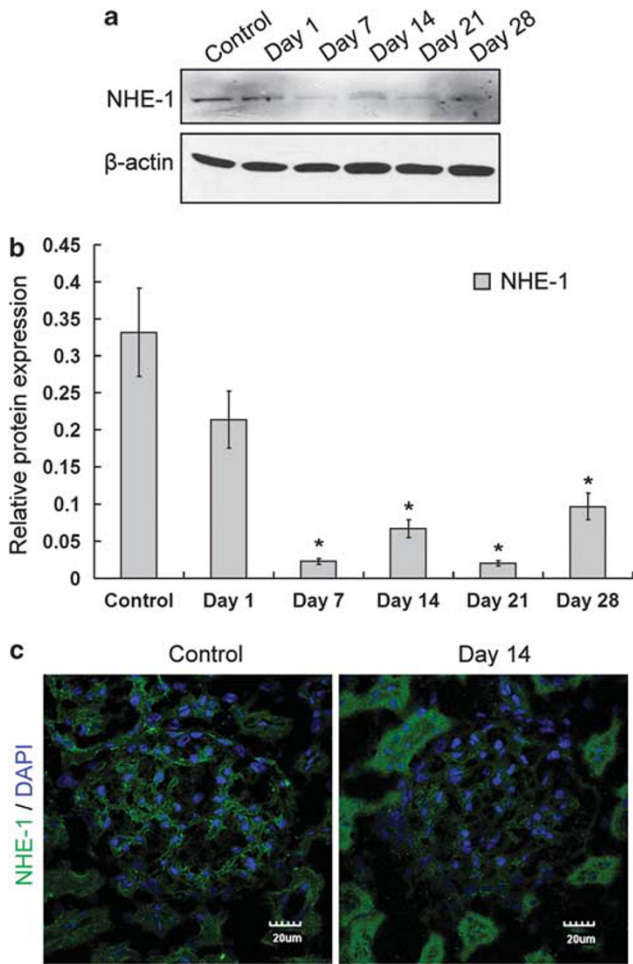 a
Control Day 1 Day 7 Day 14 Day 21 Day 28
NHE-1
β-actin
b
Relative protein expression
0.45
0.4
0.35
0.3
0.25
0.2
0.15
0.1
0.05
0
NHE-1
* * * *
Control Day 1 Day 7 Day 14 Day 21 Day 28
c
Control Day 14
NHE-1 / DAPI
20um 20um